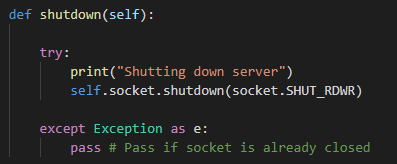 def shutdown(self):
try:
print("Shutting down server")
self.socket.shutdown(socket.SHUT_RDWR)
except Exception as e:
pass # Pass if socket is already closed